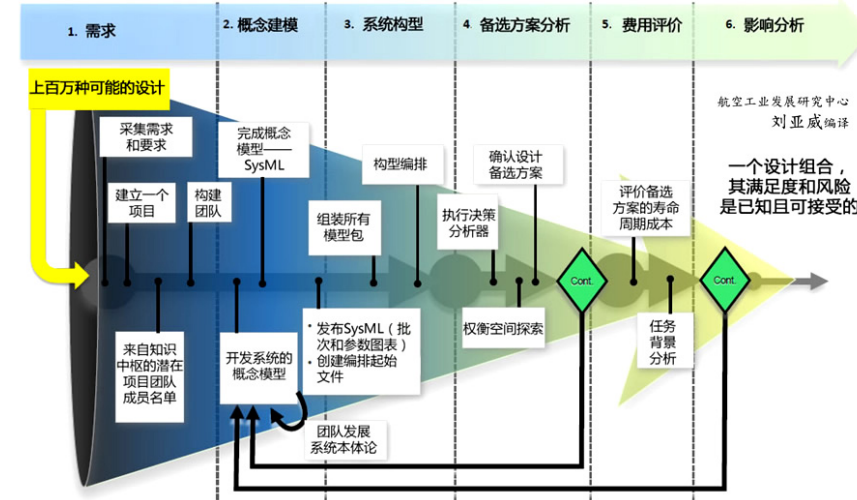 1. 需求
2. 概念建模
3. 系统构型
4. 备选方案分析
5. 费用评价
6. 影响分析
上百万种可能的设计
航空工业发展研究中心
刘亚威编译
采集需求
和要求
完成概念
模型——
SysML
构型编排
确认设计
备选方案
一个设计组合，
其满足度和风险
是已知且可接受的
建立一个
项目
构建
团队
组装所有
模型包
执行决策
分析器
评价备选
方案的寿命
周期成本
Cont.
Cont.
来自知识
中枢的潜在
项目团队
成员名单
开发系统的
概念模型
• 发布SysML（批
次和参数图表）
• 创建编排起始
文件
权衡空间探索
任务
背景
分析
团队发展
系统本体论